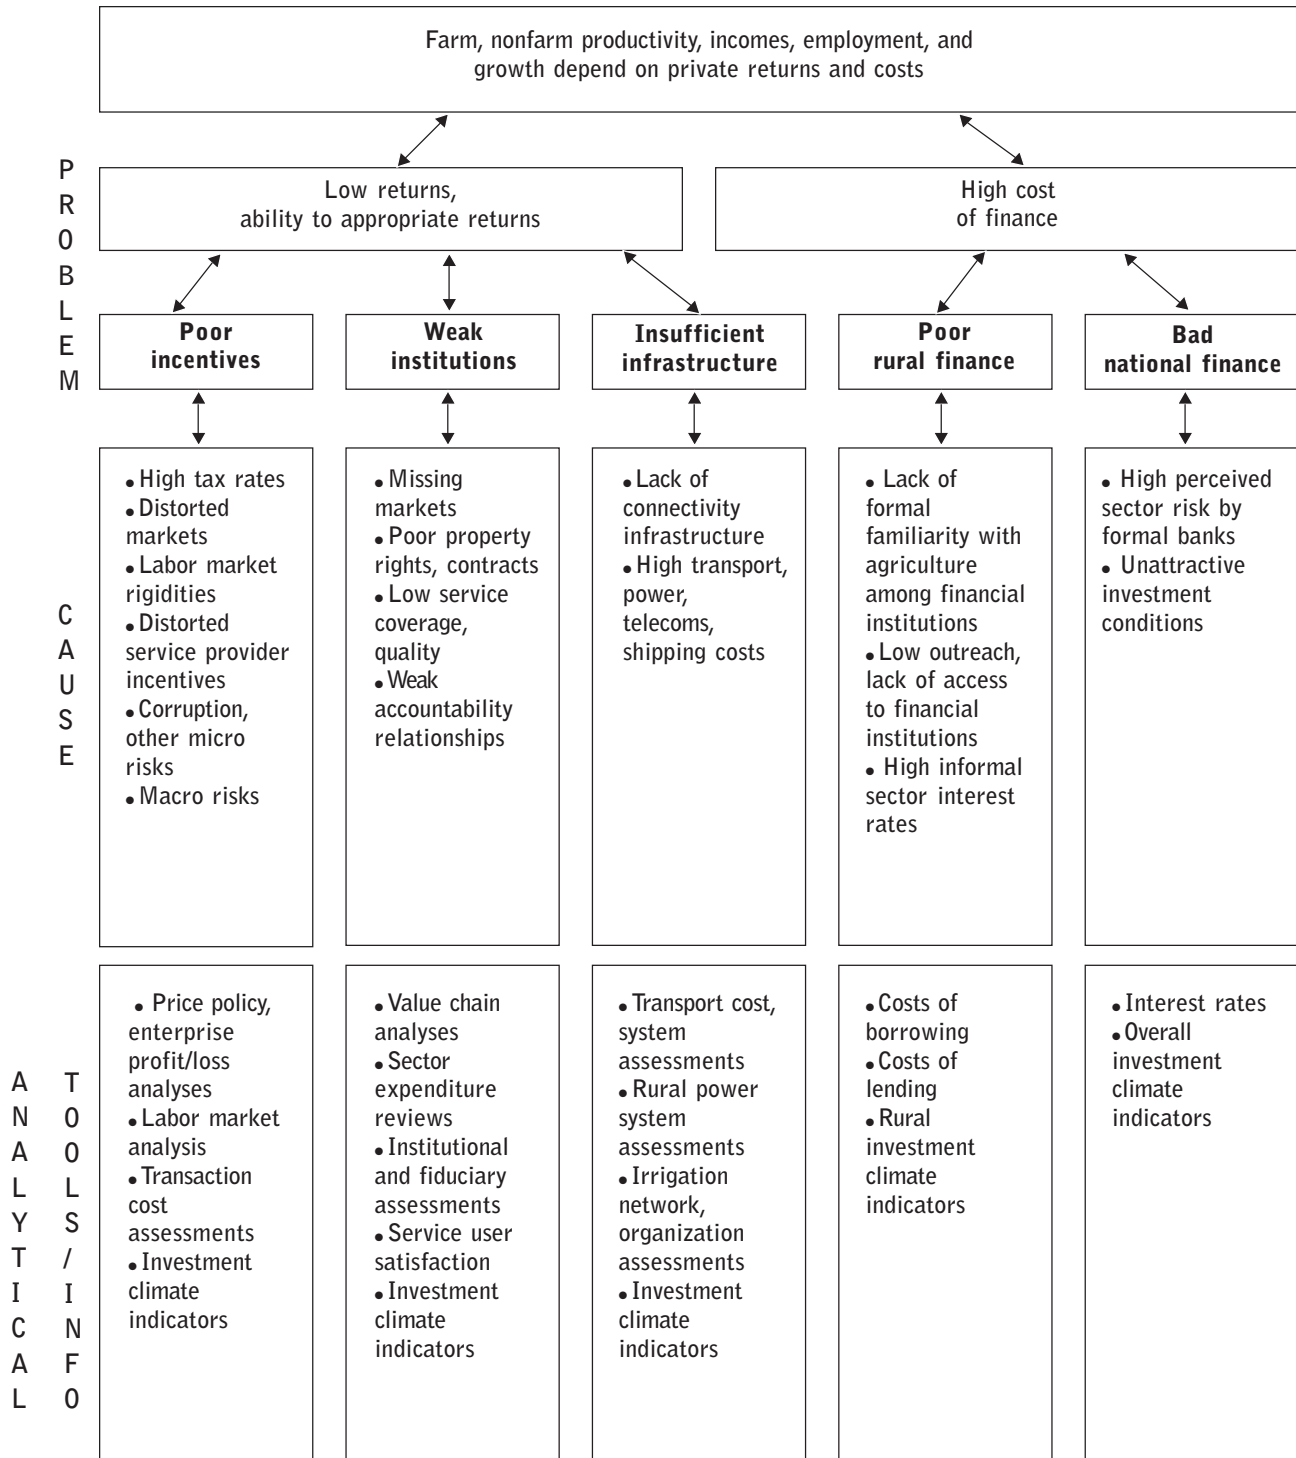 Farm, nonfarm productivity, incomes, employment, and
growth depend on private returns and costs
PROBLEM
Low returns,
ability to appropriate returns
High cost
of finance
Poor
incentives
Weak
institutions
Insufficient
infrastructure
Poor
rural finance
Bad
national finance
CAUSE
• High tax rates
• Distorted
markets
• Labor market
rigidities
• Distorted
service provider
incentives
• Corruption,
other micro
risks
• Macro risks
• Missing
markets
• Poor property
rights, contracts
• Low service
coverage,
quality
• Weak
accountability
relationships
• Lack of
connectivity
infrastructure
• High transport,
power,
telecoms,
shipping costs
• Lack of
formal
familiarity with
agriculture
among financial
institutions
• Low outreach,
lack of access
to financial
institutions
• High informal
sector interest
rates
• High perceived
sector risk by
formal banks
• Unattractive
investment
conditions
ANALYTICAL
TOOLS/INFO
• Price policy,
enterprise
profit/loss
analyses
• Labor market
analysis
• Transaction
cost
assessments
• Investment
climate
indicators
• Value chain
analyses
• Sector
expenditure
reviews
• Institutional
and fiduciary
assessments
• Service user
satisfaction
• Investment
climate
indicators
• Transport cost,
system
assessments
• Rural power
system
assessments
• Irrigation
network,
organization
assessments
• Investment
climate
indicators
• Costs of
borrowing
• Costs of
lending
• Rural
investment
climate
indicators
• Interest rates
• Overall
investment
climate
indicators